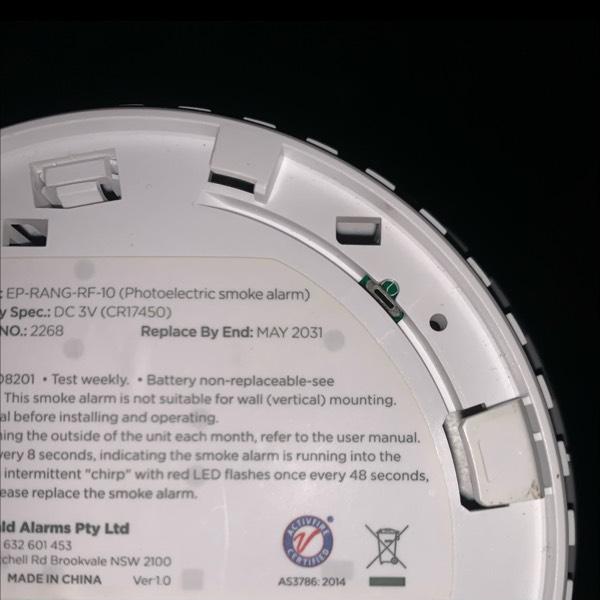 : EP-RANG-RF-10 (Photoelectric smoke alarm)
y Spec.: DC 3V (CR17450)
NO.: 2268 Replace By End: MAY 2031
08201 • Test weekly. • Battery non-replaceable-see
This smoke alarm is not suitable for wall (vertical) mounting.
al before installing and operating.
ning the outside of the unit each month, refer to the user manual.
very 8 seconds, indicating the smoke alarm is running into the
intermittent "chirp" with red LED flashes once every 48 seconds,
ease replace the smoke alarm.
ld Alarms Pty Ltd
632 601 453
tchell Rd Brookvale NSW 2100
MADE IN CHINA Ver1.0
ACTIVFIRE
CERTIFIED
®
AS3786: 2014